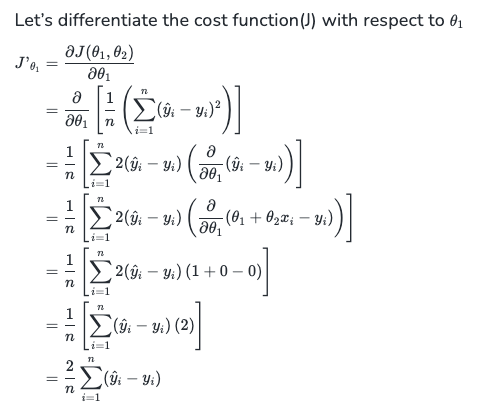 Let's differentiate the cost function(J) with respect to θ₁
J'θ₁ = ∂J(θ₁, θ₂) / ∂θ₁
= ∂/∂θ₁ [1/n (∑ᵢ₌₁ⁿ (ŷᵢ − yᵢ)²)]
= 1/n [∑ᵢ₌₁ⁿ 2(ŷᵢ − yᵢ) (∂/∂θ₁ (ŷᵢ − yᵢ))]
= 1/n [∑ᵢ₌₁ⁿ 2(ŷᵢ − yᵢ) (∂/∂θ₁ (θ₁ + θ₂xᵢ − yᵢ))]
= 1/n [∑ᵢ₌₁ⁿ 2(ŷᵢ − yᵢ) (1 + 0 − 0)]
= 1/n [∑ᵢ₌₁ⁿ (ŷᵢ − yᵢ) (2)]
= 2/n ∑ᵢ₌₁ⁿ (ŷᵢ − yᵢ)